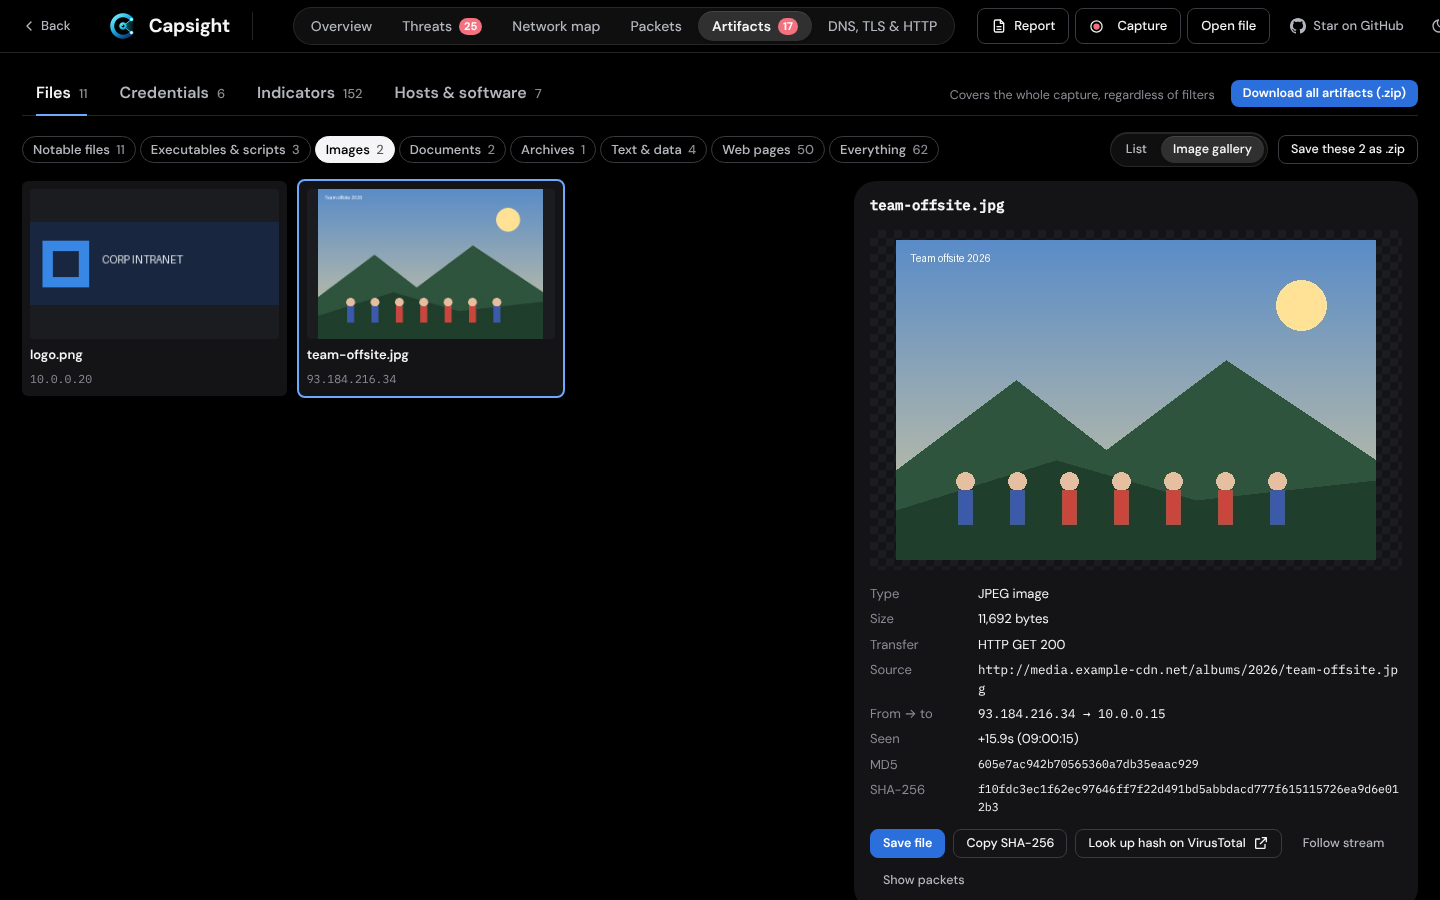 Back
Capsight
Overview
Threats 25
Network map
Packets
Artifacts 17
DNS, TLS & HTTP
Report
Capture
Open file
Star on GitHub
Files 11
Credentials 6
Indicators 152
Hosts & software 7
Covers the whole capture, regardless of filters
Download all artifacts (.zip)
Notable files 11
Executables & scripts 3
Images 2
Documents 2
Archives 1
Text & data 4
Web pages 50
Everything 62
List
Image gallery
Save these 2 as .zip
CORP INTRANET
logo.png
10.0.0.20
Team offsite 2026
team-offsite.jpg
93.184.216.34
team-offsite.jpg
Team offsite 2026
Type JPEG image
Size 11,692 bytes
Transfer HTTP GET 200
Source http://media.example-cdn.net/albums/2026/team-offsite.jp
g
From → to 93.184.216.34 → 10.0.0.15
Seen +15.9s (09:00:15)
MD5 605e7ac942b70565360a7db35eaac929
SHA-256 f10fdc3ec1f62ec97646ff7f22d491bd5abbdacd777f615115726ea9d6e01
2b3
Save file
Copy SHA-256
Look up hash on VirusTotal
Follow stream
Show packets